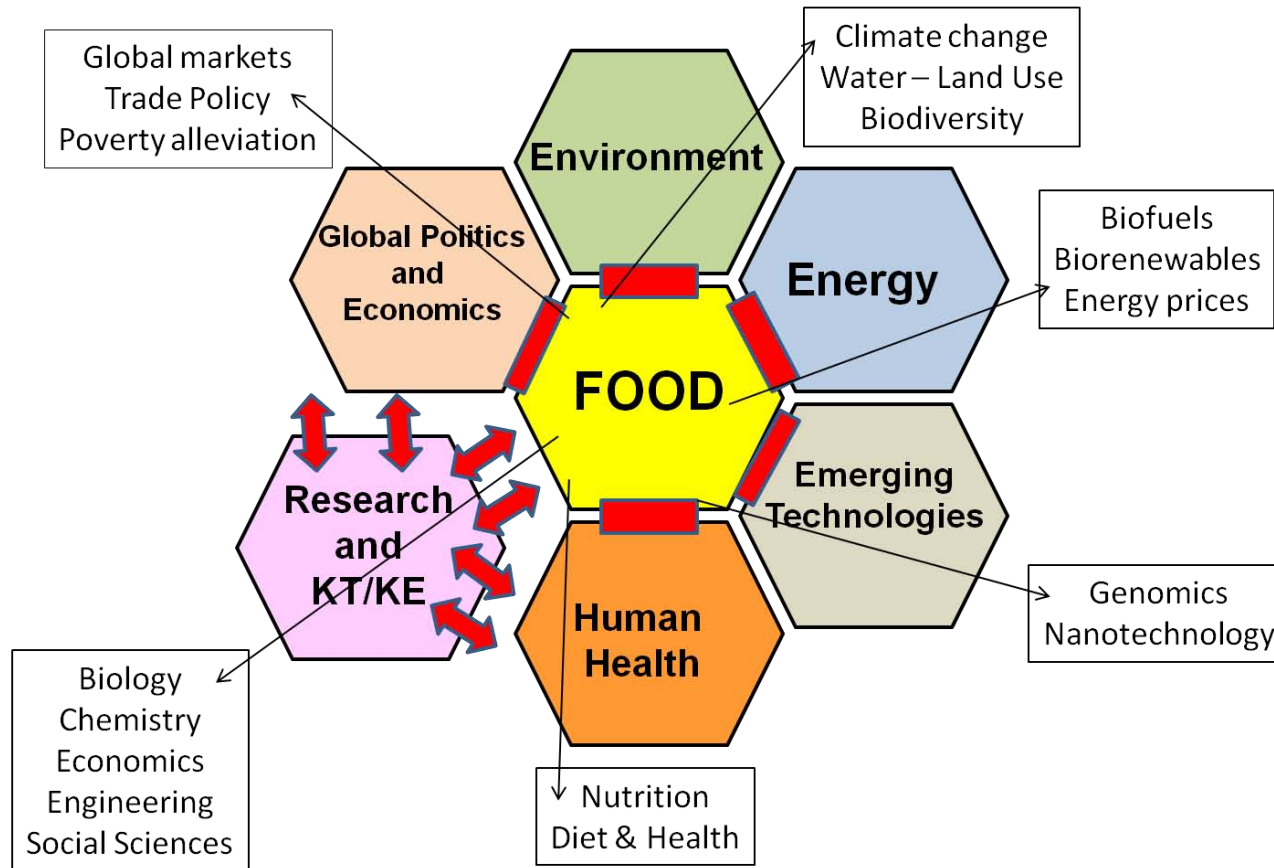 Global markets
Trade Policy
Poverty alleviation
Climate change
Water – Land Use
Biodiversity
Environment
Global Politics
and
Economics
Energy
Biofuels
Biorenewables
Energy prices
FOOD
Research
and
KT/KE
Emerging
Technologies
Human
Health
Genomics
Nanotechnology
Biology
Chemistry
Economics
Engineering
Social Sciences
Nutrition
Diet & Health